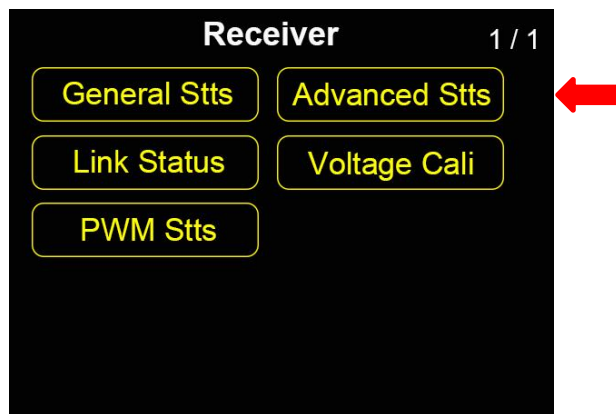 Receiver 1 / 1
General Stts Advanced Stts
Link Status Voltage Cali
PWM Stts